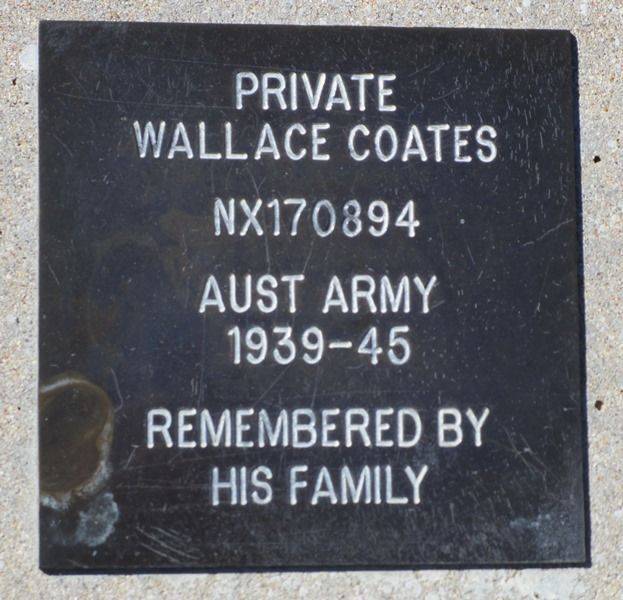 PRIVATE
WALLACE COATES
NX170894
AUST ARMY
1939-45
REMEMBERED BY
HIS FAMILY